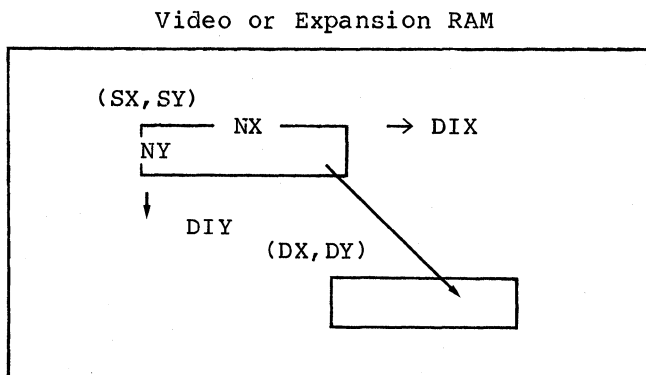 Video or Expansion RAM
(SX,SY)
NX → DIX
NY
DIY
(DX,DY)